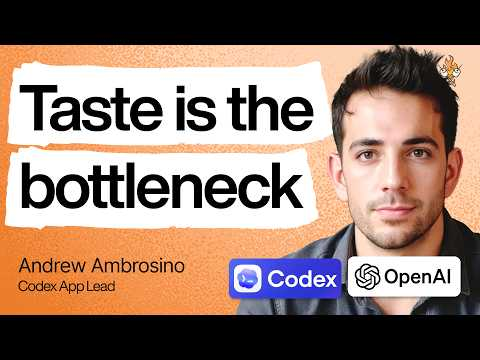 Taste is the
bottleneck
Andrew Ambrosino
Codex App Lead
Codex
OpenAI